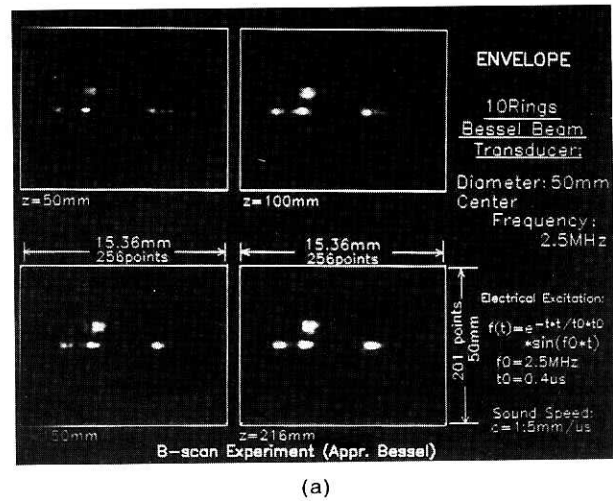 ENVELOPE
10Rings
Bessel Beam
Transducer:
Diameter: 50mm
Center
Frequency:
2.5MHz
z=50mm
z=100mm
15.36mm
256points
15.36mm
256points
201 points
50mm
Electrical Excitation:
f(t)=e^-t*t/t0*t0
*sin(f0*t)
f0=2.5MHz
t0=0.4us
Sound Speed:
c=1.5mm/us
50mm
z=216mm
B-scan Experiment (Appr. Bessel)
(a)